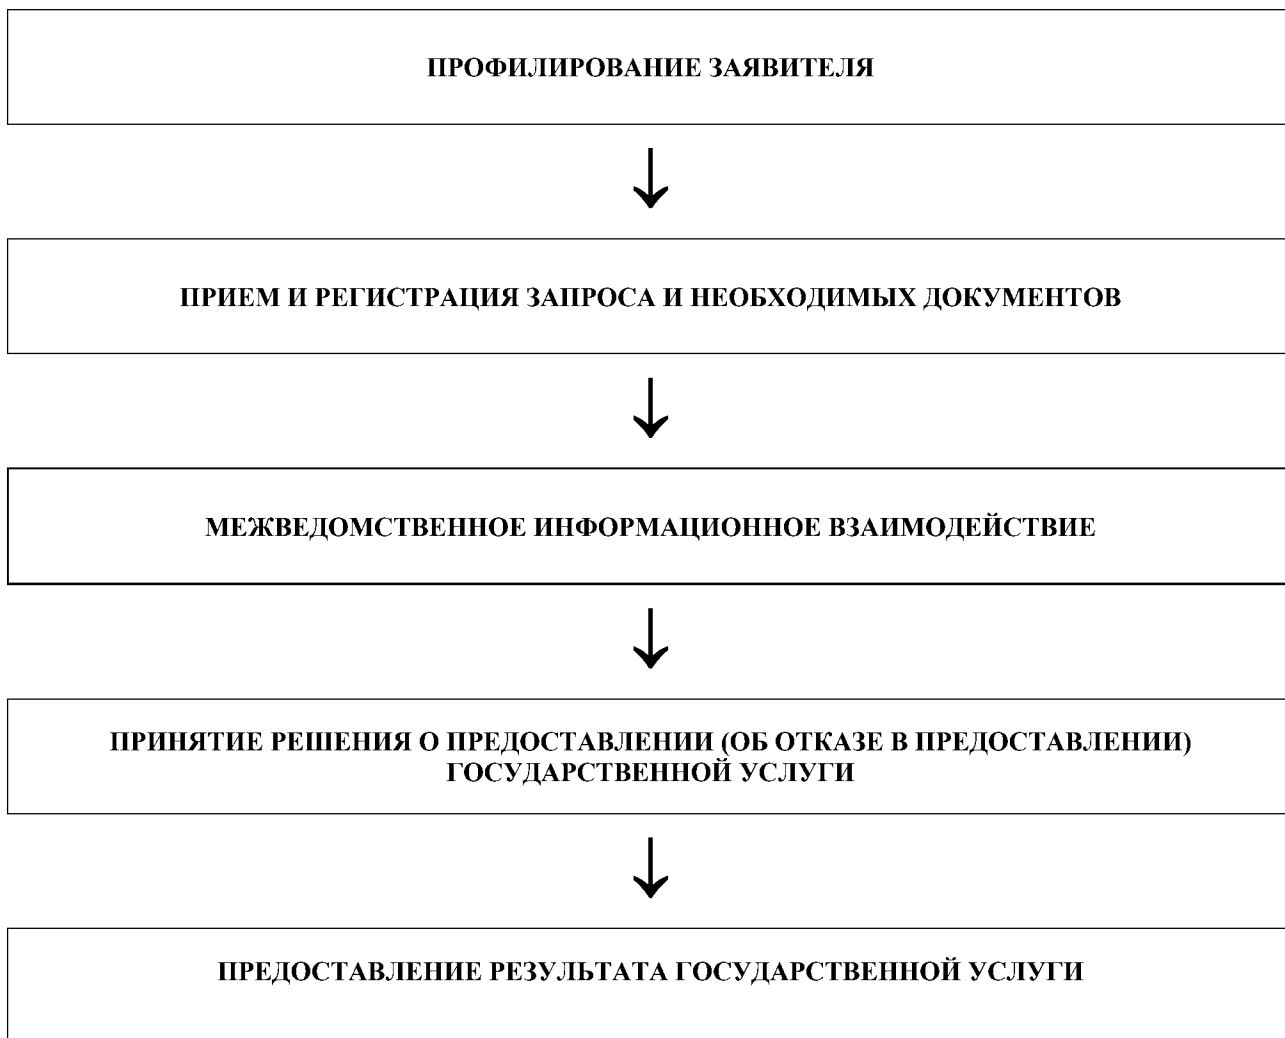 ПРОФИЛИРОВАНИЕ ЗАЯВИТЕЛЯ
ПРИЕМ И РЕГИСТРАЦИЯ ЗАПРОСА И НЕОБХОДИМЫХ ДОКУМЕНТОВ
МЕЖВЕДОМСТВЕННОЕ ИНФОРМАЦИОННОЕ ВЗАИМОДЕЙСТВИЕ
ПРИНЯТИЕ РЕШЕНИЯ О ПРЕДОСТАВЛЕНИИ (ОБ ОТКАЗЕ В ПРЕДОСТАВЛЕНИИ)
ГОСУДАРСТВЕННОЙ УСЛУГИ
ПРЕДОСТАВЛЕНИЕ РЕЗУЛЬТАТА ГОСУДАРСТВЕННОЙ УСЛУГИ